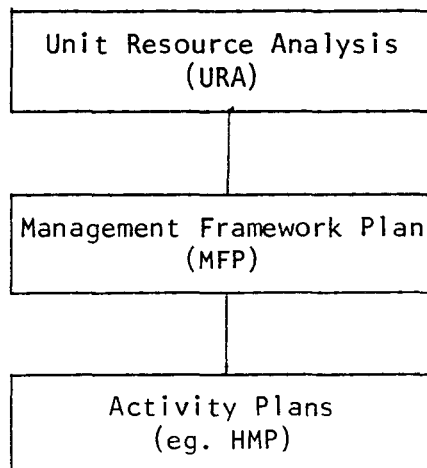 Unit Resource Analysis
(URA)
Management Framework Plan
(MFP)
Activity Plans
(eg. HMP)